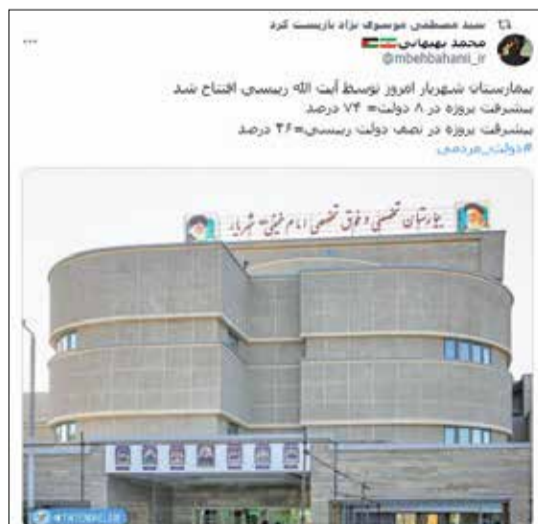 سید مصطفی موسوی نژاد بازپست کرد
محمد بهبهانی
@mbehbahanii_ir
بیمارستان شهریار امروز توسط آیت الله رییسی افتتاح شد
پیشرفت پروژه در ۸ دولت= ۷۴ درصد
پیشرفت پروژه در نصف دولت رییسی=۲۶ درصد
#دولت_مردمی
بیمارستان تخصصی و فوق تخصصی امام خمینی شهریار